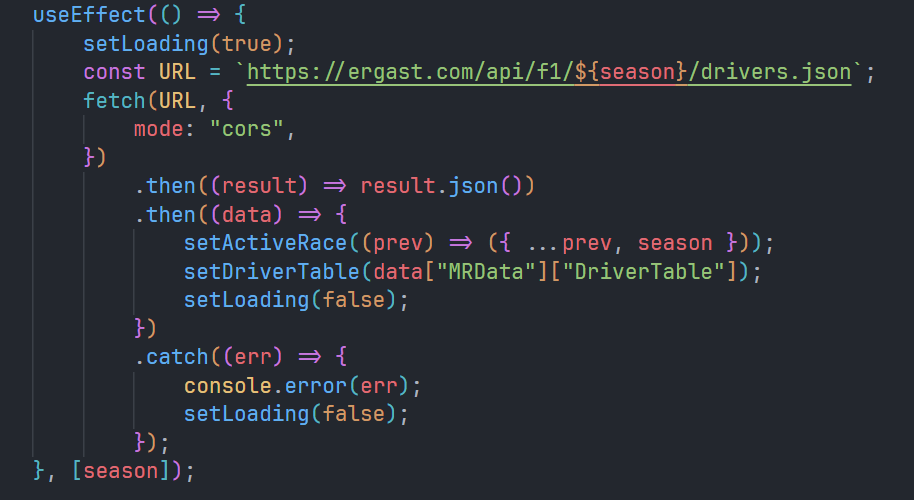 useEffect(() => {
    setLoading(true);
    const URL = `https://ergast.com/api/f1/${season}/drivers.json`;
    fetch(URL, {
        mode: "cors",
    })
        .then((result) => result.json())
        .then((data) => {
            setActiveRace((prev) => ({ ...prev, season }));
            setDriverTable(data["MRData"]["DriverTable"]);
            setLoading(false);
        })
        .catch((err) => {
            console.error(err);
            setLoading(false);
        });
}, [season]);